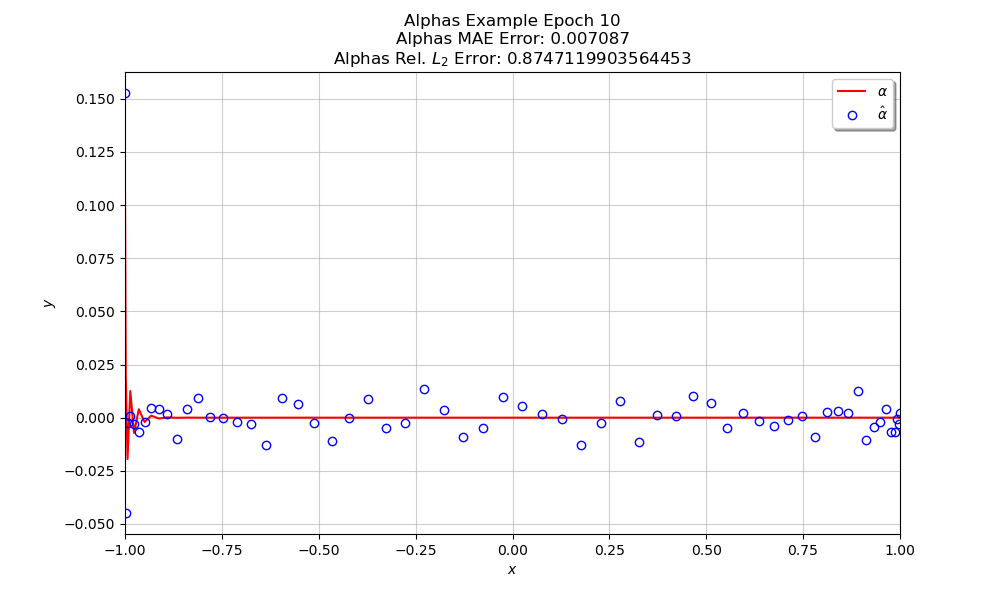 Alphas Example Epoch 10
Alphas MAE Error: 0.007087
Alphas Rel. $L_2$ Error: 0.8747119903564453
α
α̂
0.150
0.125
0.100
0.075
0.050
0.025
0.000
−0.025
−0.050
y
−1.00 −0.75 −0.50 −0.25 0.00 0.25 0.50 0.75 1.00
x